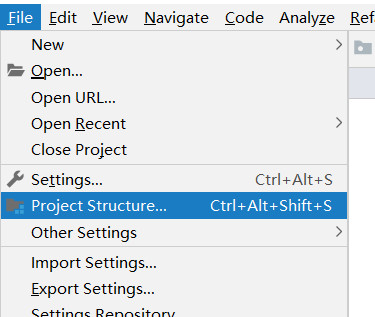 File Edit View Navigate Code Analyze Refa
New
Open...
Open URL...
Open Recent
Close Project
Settings... Ctrl+Alt+S
Project Structure... Ctrl+Alt+Shift+S
Other Settings
Import Settings...
Export Settings...
Settings Repository